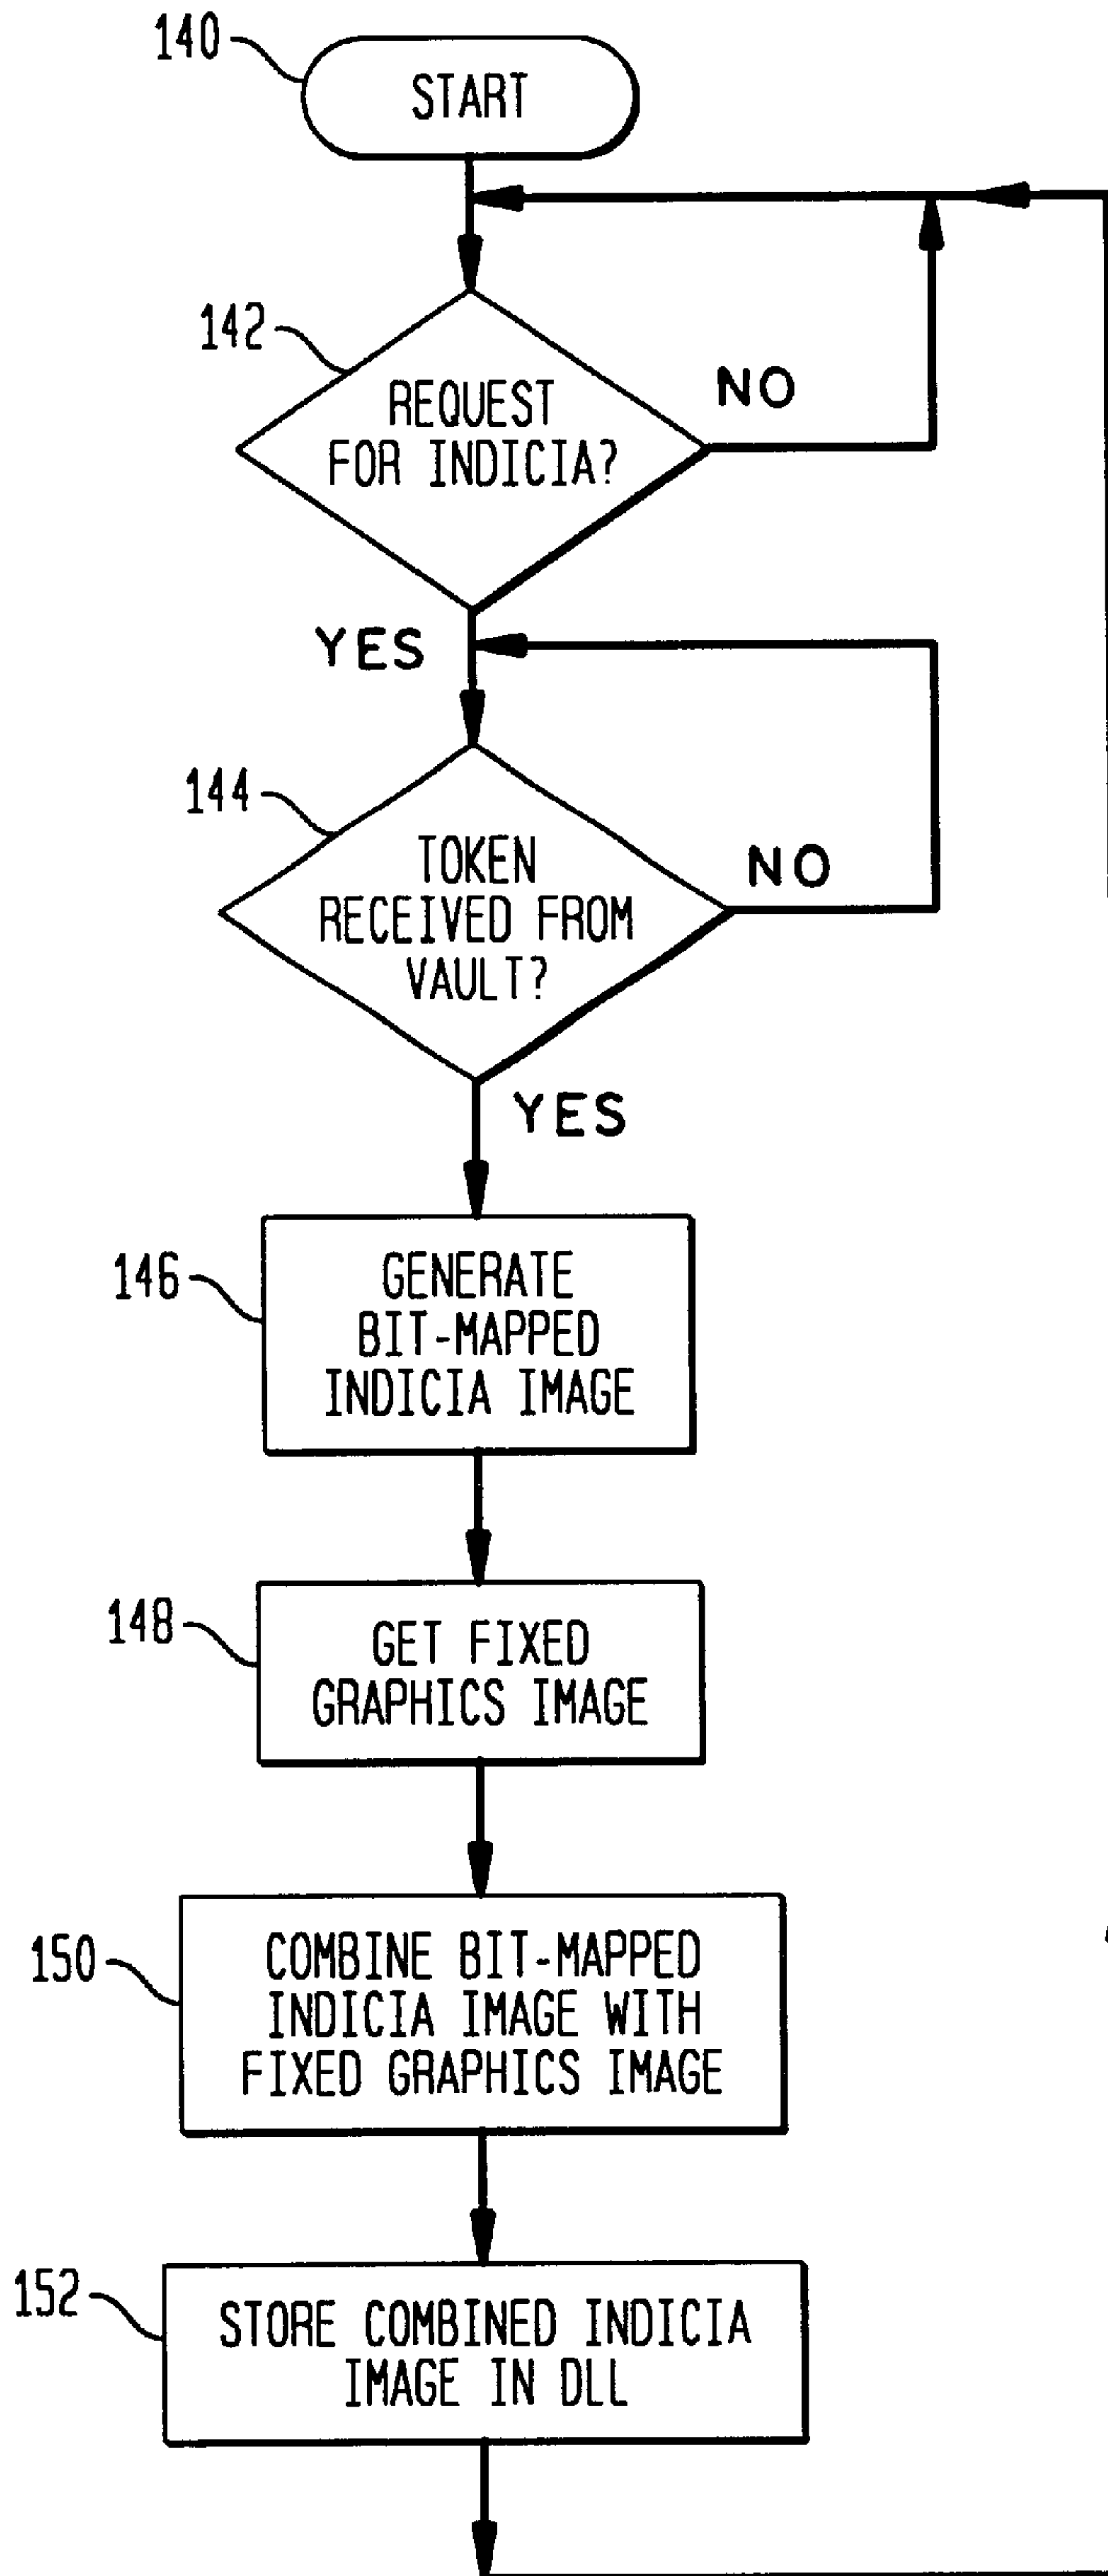 140
START
142
REQUEST
FOR INDICIA?
NO
YES
144
TOKEN
RECEIVED FROM
VAULT?
NO
YES
146
GENERATE
BIT-MAPPED
INDICIA IMAGE
148
GET FIXED
GRAPHICS IMAGE
150
COMBINE BIT-MAPPED
INDICIA IMAGE WITH
FIXED GRAPHICS IMAGE
152
STORE COMBINED INDICIA
IMAGE IN DLL